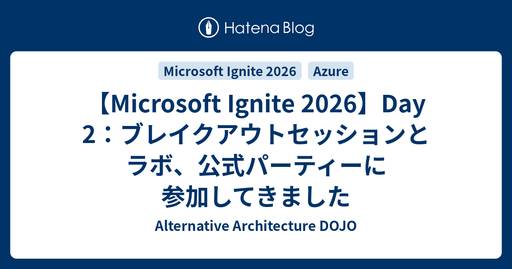 Hatena Blog
Microsoft Ignite 2026 Azure
【Microsoft Ignite 2026】Day
2：ブレイクアウトセッションと
ラボ、公式パーティーに
参加してきました
Alternative Architecture DOJO